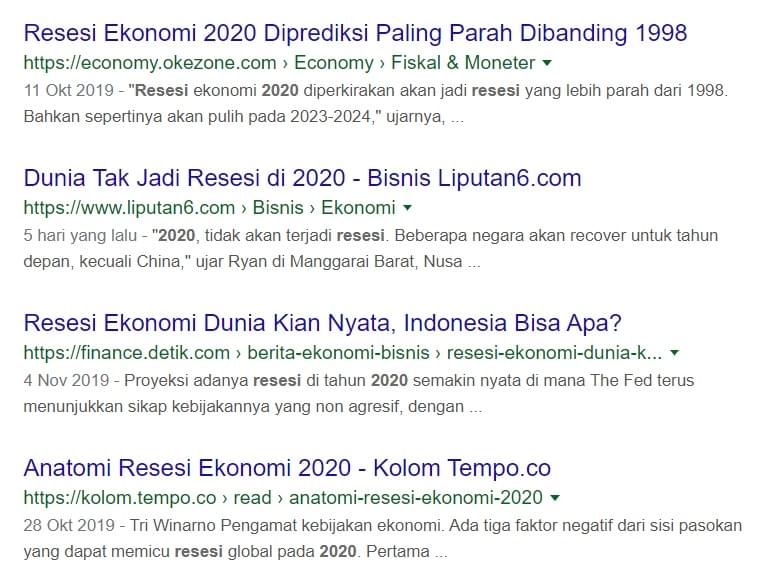 Resesi Ekonomi 2020 Diprediksi Paling Parah Dibanding 1998
https://economy.okezone.com › Economy › Fiskal & Moneter
11 Okt 2019 - "Resesi ekonomi 2020 diperkirakan akan jadi resesi yang lebih parah dari 1998.
Bahkan sepertinya akan pulih pada 2023-2024," ujarnya, ...
Dunia Tak Jadi Resesi di 2020 - Bisnis Liputan6.com
https://www.liputan6.com › Bisnis › Ekonomi
5 hari yang lalu - "2020, tidak akan terjadi resesi. Beberapa negara akan recover untuk tahun
depan, kecuali China," ujar Ryan di Manggarai Barat, Nusa ...
Resesi Ekonomi Dunia Kian Nyata, Indonesia Bisa Apa?
https://finance.detik.com › berita-ekonomi-bisnis › resesi-ekonomi-dunia-k...
4 Nov 2019 - Proyeksi adanya resesi di tahun 2020 semakin nyata di mana The Fed terus
menunjukkan sikap kebijakannya yang non agresif, dengan ...
Anatomi Resesi Ekonomi 2020 - Kolom Tempo.co
https://kolom.tempo.co › read › anatomi-resesi-ekonomi-2020
28 Okt 2019 - Tri Winarno Pengamat kebijakan ekonomi. Ada tiga faktor negatif dari sisi pasokan
yang dapat memicu resesi global pada 2020. Pertama ...